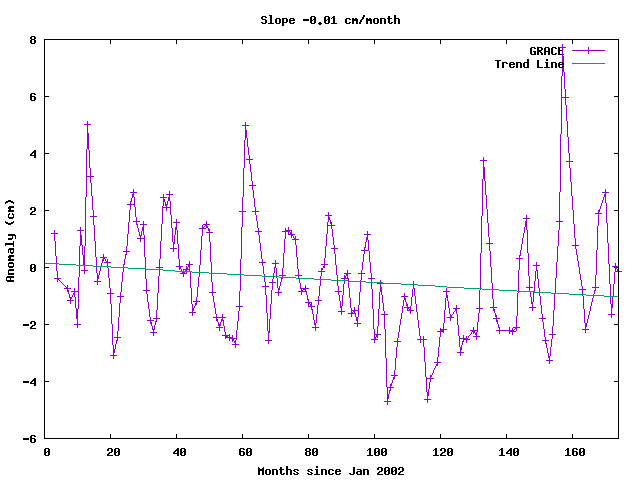 Slope -0.01 cm/month
GRACE
Trend Line
8
6
4
2
0
-2
-4
-6
Anomaly (cm)
0 20 40 60 80 100 120 140 160
Months since Jan 2002